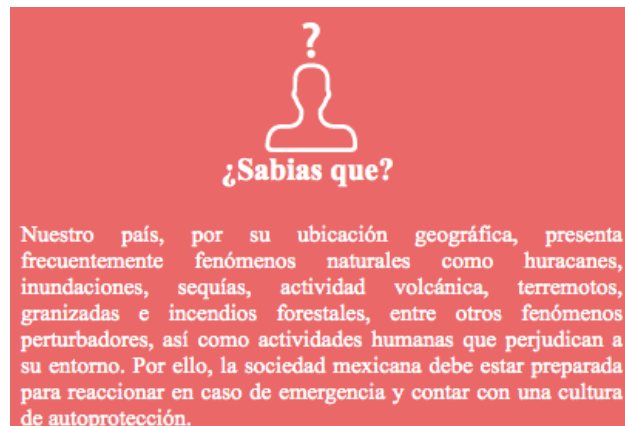 ?
¿Sabias que?
Nuestro país, por su ubicación geográfica, presenta
frecuentemente fenómenos naturales como huracanes,
inundaciones, sequías, actividad volcánica, terremotos,
granizadas e incendios forestales, entre otros fenómenos
perturbadores, así como actividades humanas que perjudican a
su entorno. Por ello, la sociedad mexicana debe estar preparada
para reaccionar en caso de emergencia y contar con una cultura
de autoprotección.